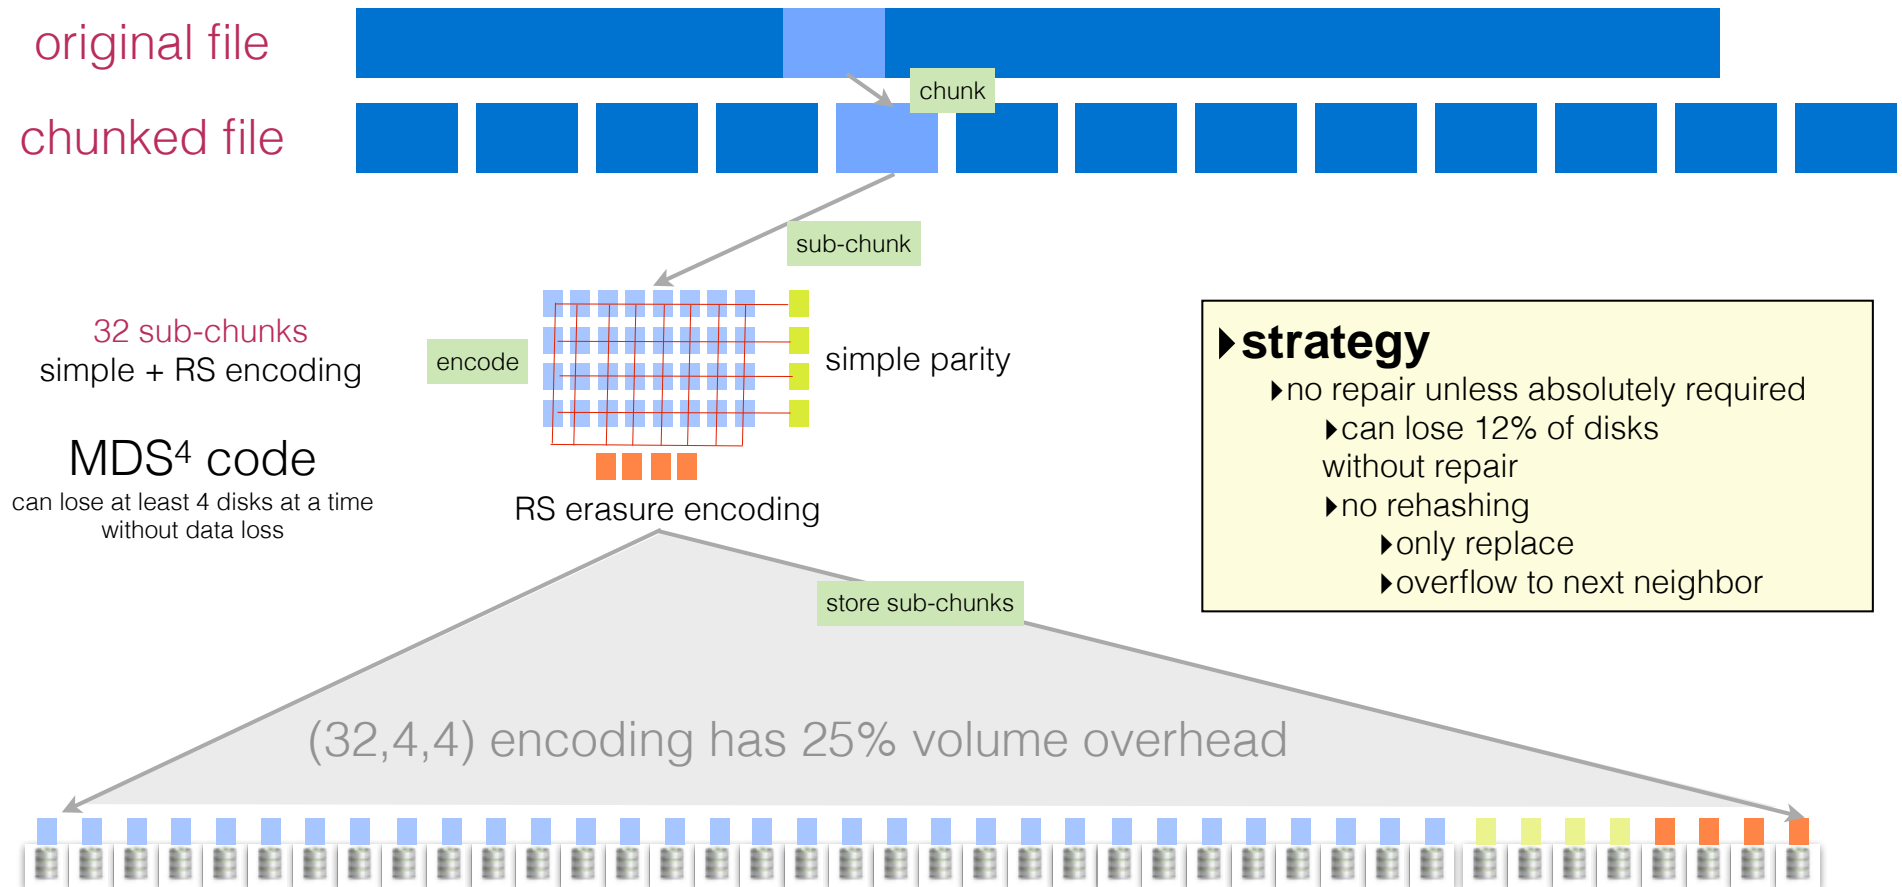 original file
chunk
chunked file
sub-chunk
32 sub-chunks
simple + RS encoding
encode
simple parity
MDS4 code
can lose at least 4 disks at a time
without data loss
RS erasure encoding
▸strategy
▸no repair unless absolutely required
▸can lose 12% of disks
without repair
▸no rehashing
▸only replace
▸overflow to next neighbor
store sub-chunks
(32,4,4) encoding has 25% volume overhead